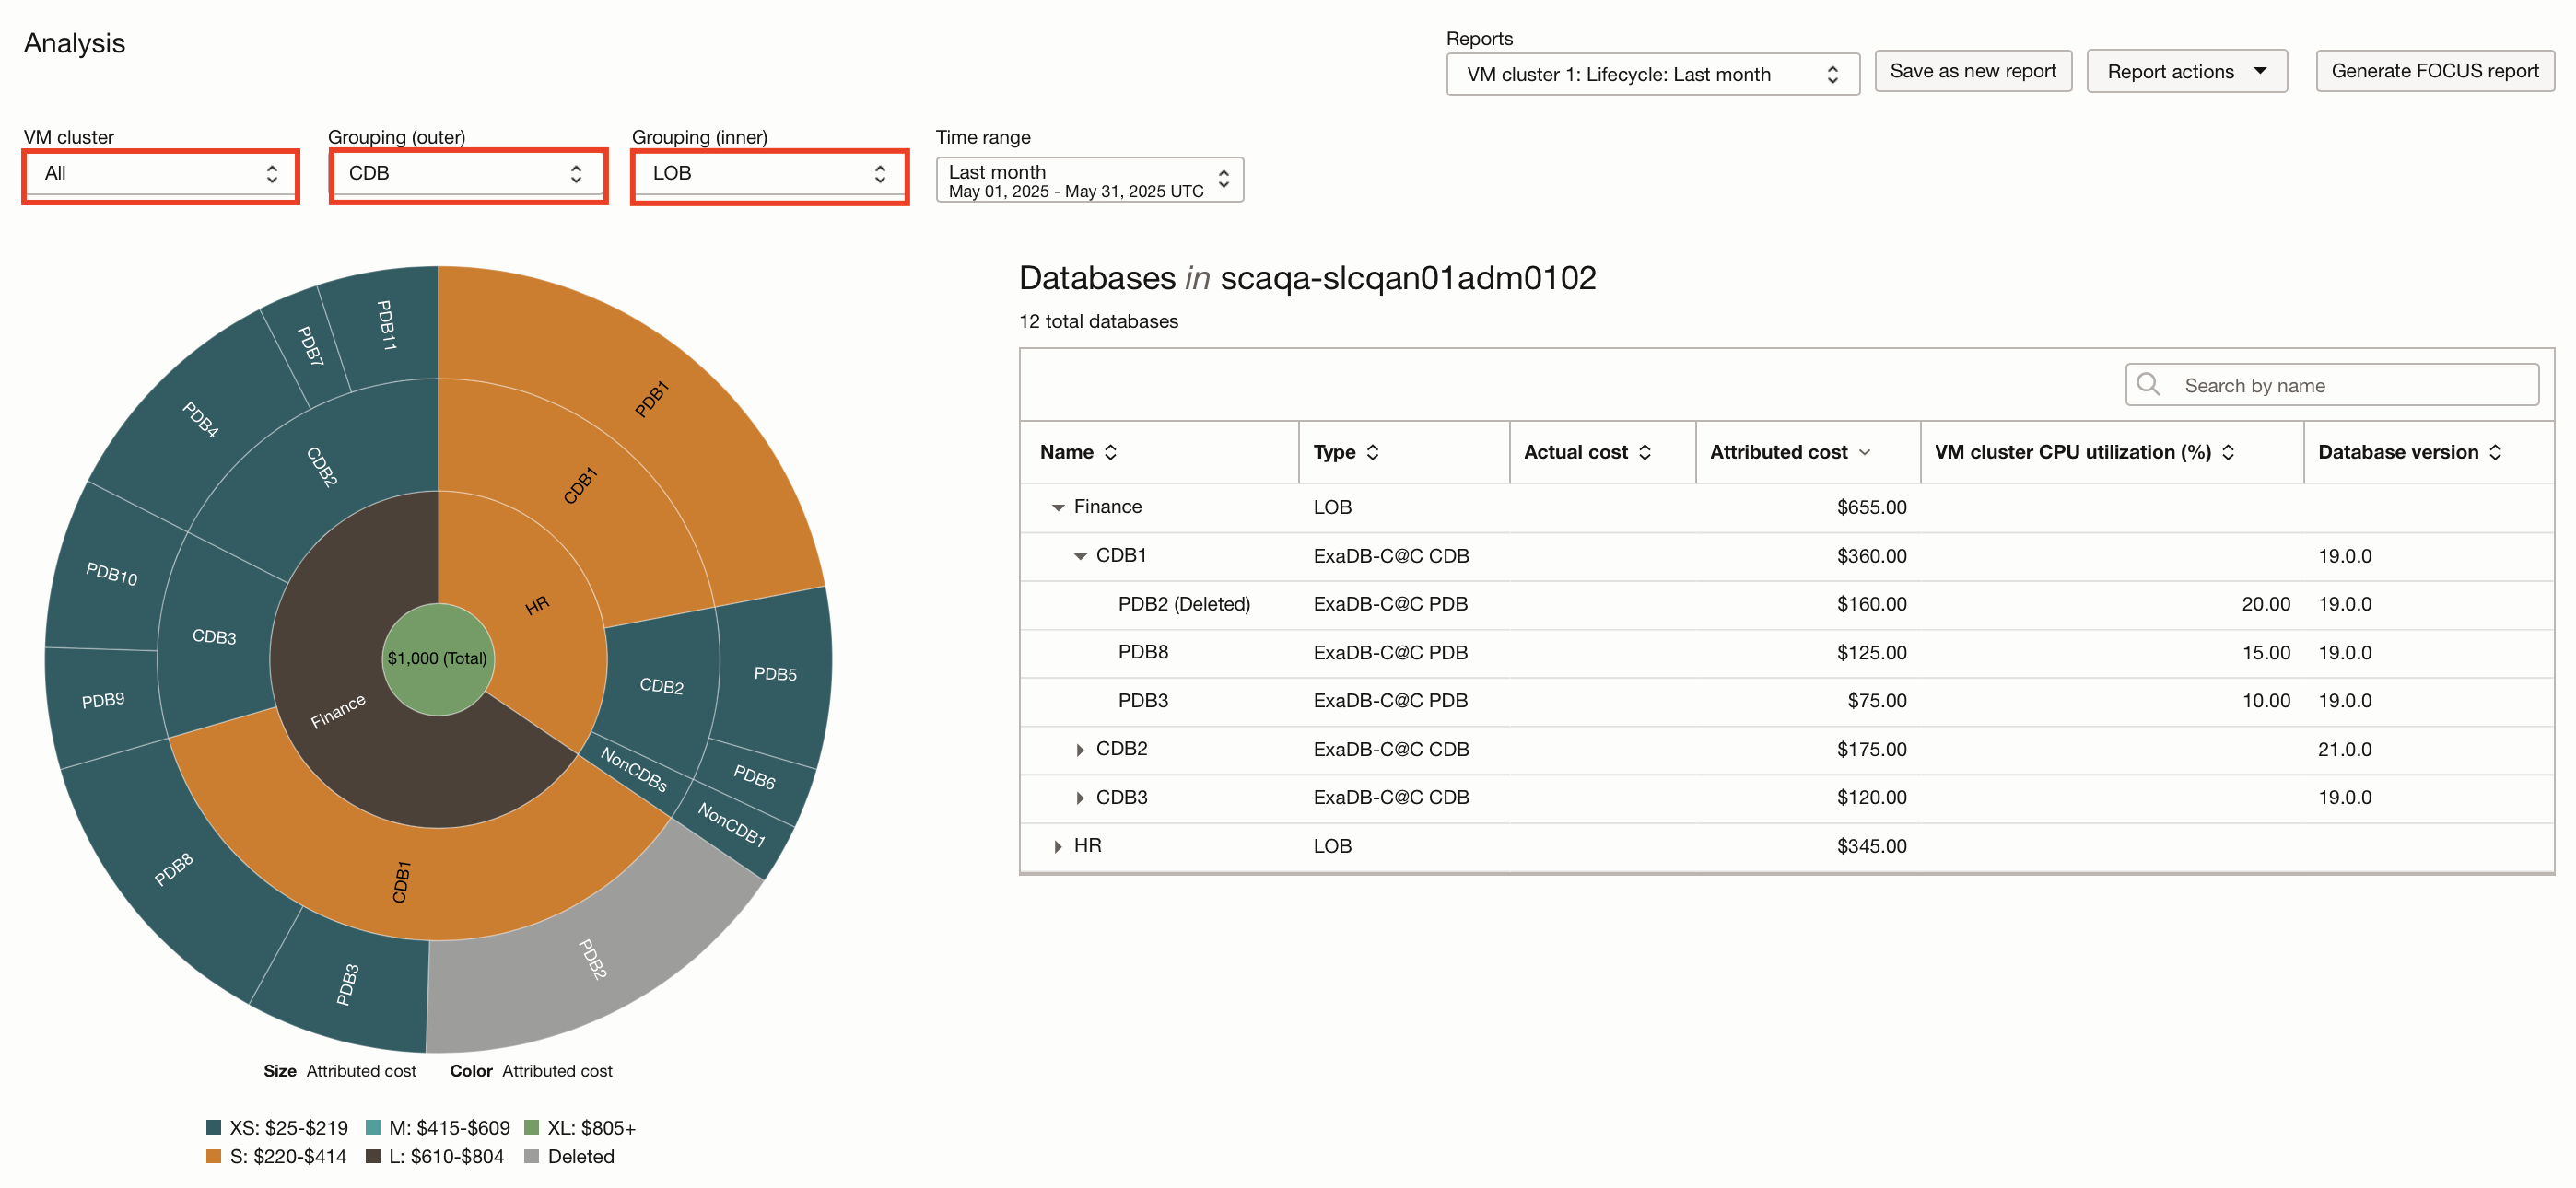 Analysis
Reports
VM cluster 1: Lifecycle: Last month
Save as new report
Report actions
Generate FOCUS report
VM cluster
All
Grouping (outer)
CDB
Grouping (inner)
LOB
Time range
Last month
May 01, 2025 - May 31, 2025 UTC
PDB11
PDB7
PDB4
PDB10
PDB9
PDB8
PDB3
PDB2
NonCDB1
PDB6
PDB5
PDB1
CDB2
CDB1
CDB3
CDB2
NonCDBs
CDB1
HR
Finance
$1,000 (Total)
Size Attributed cost Color Attributed cost
XS: $25-$219 M: $415-$609 XL: $805+
S: $220-$414 L: $610-$804 Deleted
Databases in scaqa-slcqan01adm0102
12 total databases
Search by name
Name Type Actual cost Attributed cost VM cluster CPU utilization (%) Database version
Finance LOB $655.00
CDB1 ExaDB-C@C CDB $360.00 19.0.0
PDB2 (Deleted) ExaDB-C@C PDB $160.00 20.00 19.0.0
PDB8 ExaDB-C@C PDB $125.00 15.00 19.0.0
PDB3 ExaDB-C@C PDB $75.00 10.00 19.0.0
CDB2 ExaDB-C@C CDB $175.00 21.0.0
CDB3 ExaDB-C@C CDB $120.00 19.0.0
HR LOB $345.00